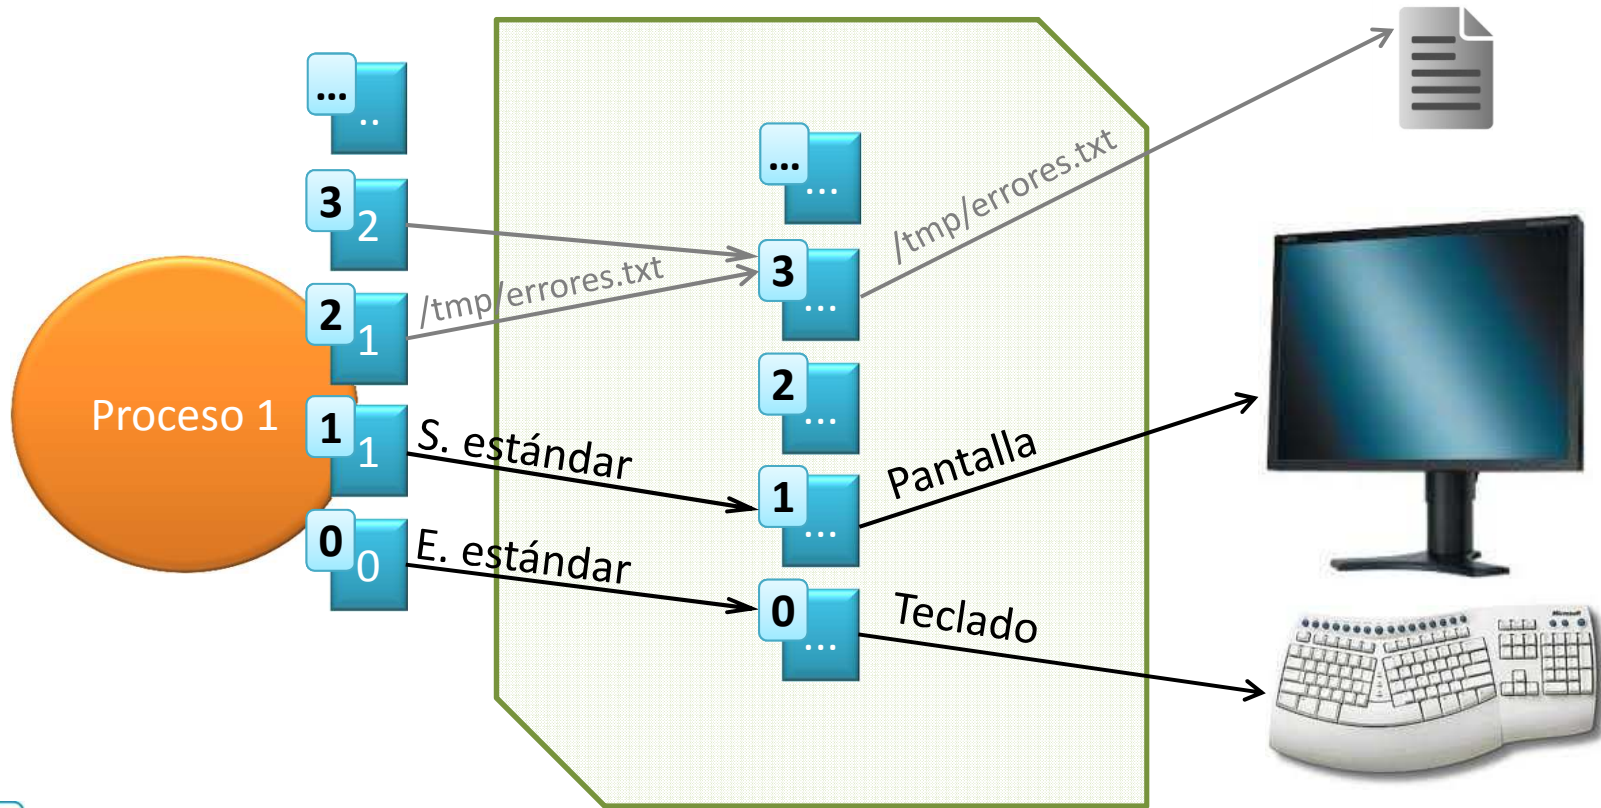 ...
..
3
2
2
1
1
1
0
0
Proceso 1
/tmp/errores.txt
S. estándar
E. estándar
...
...
3
...
2
...
1
...
0
...
/tmp/errores.txt
Pantalla
Teclado
Microsoft